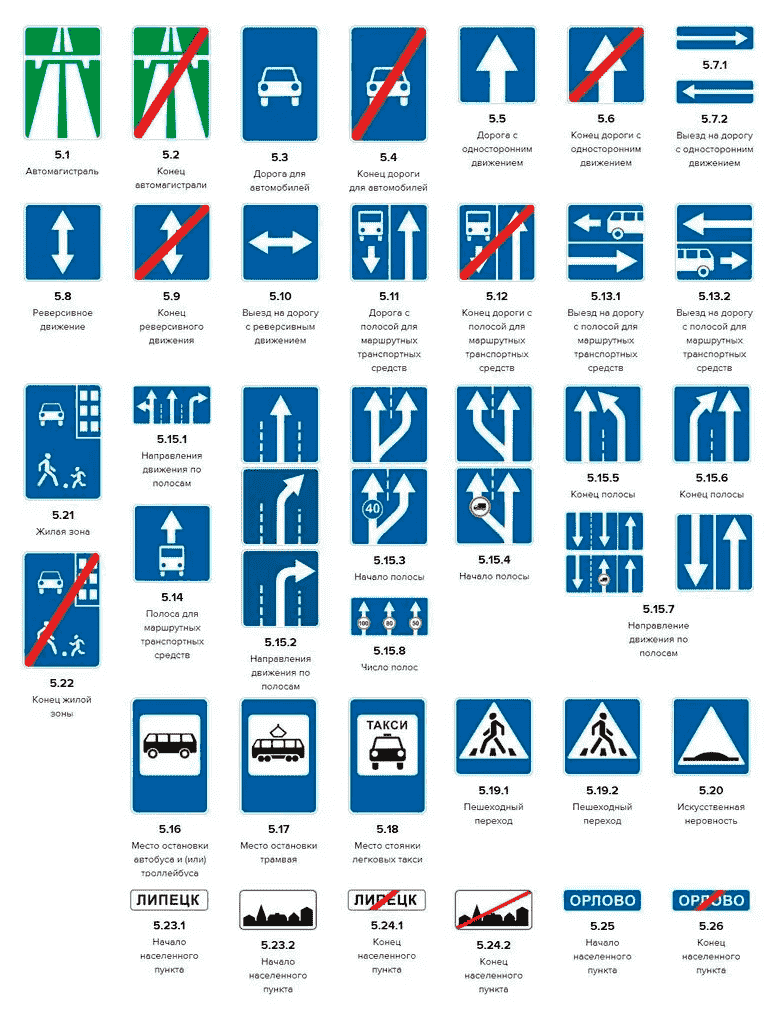 5.1
Автомагистраль
5.2
Конец
автомагистрали
5.3
Дорога для
автомобилей
5.4
Конец дороги
для автомобилей
5.5
Дорога с
односторонним
движением
5.6
Конец дороги с
односторонним
движением
5.7.1
5.7.2
Выезд на дорогу
с односторонним
движением
5.8
Реверсивное
движение
5.9
Конец
реверсивного
движения
5.10
Выезд на дорогу
с реверсивным
движением
5.11
Дорога с
полосой для
маршрутных
транспортных
средств
5.12
Конец дороги с
полосой для
маршрутных
транспортных
средств
5.13.1
Выезд на дорогу
с полосой для
маршрутных
транспортных
средств
5.13.2
Выезд на дорогу
с полосой для
маршрутных
транспортных
средств
5.21
Жилая зона
5.22
Конец жилой
зоны
5.15.1
Направления
движения по
полосам
5.14
Полоса для
маршрутных
транспортных
средств
5.15.2
Направления
движения по
полосам
40
5.15.3
Начало полосы
100
80
50
5.15.8
Число полос
5.15.4
Начало полосы
5.15.5
Конец полосы
5.15.6
Конец полосы
5.15.7
Направление
движения по
полосам
5.16
Место остановки
автобуса и (или)
троллейбуса
5.17
Место остановки
трамвая
ТАКСИ
5.18
Место стоянки
легковых такси
5.19.1
Пешеходный
переход
5.19.2
Пешеходный
переход
5.20
Искусственная
неровность
ЛИПЕЦК
5.23.1
Начало
населенного
пункта
5.23.2
Начало
населенного
пункта
ЛИПЕЦК
5.24.1
Конец
населенного
пункта
5.24.2
Конец
населенного
пункта
ОРЛОВО
5.25
Начало
населенного
пункта
ОРЛОВО
5.26
Конец
населенного
пункта